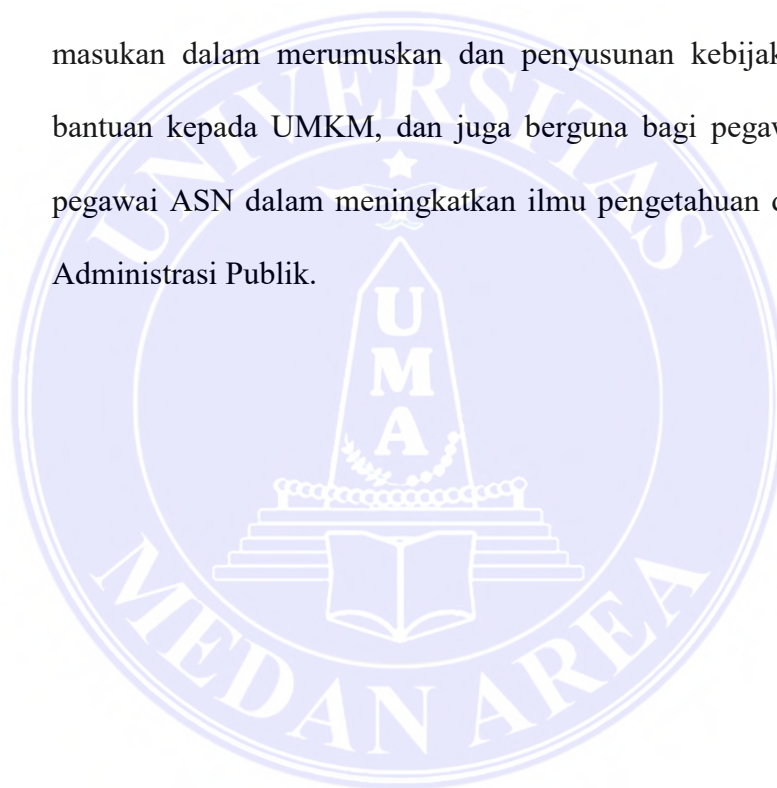 masukan dalam merumuskan dan penyusunan kebijak
bantuan kepada UMKM, dan juga berguna bagi pegaw
pegawai ASN dalam meningkatkan ilmu pengetahuan d
Administrasi Publik.
UNIVERSITAS
U
M
A
MEDAN AREA